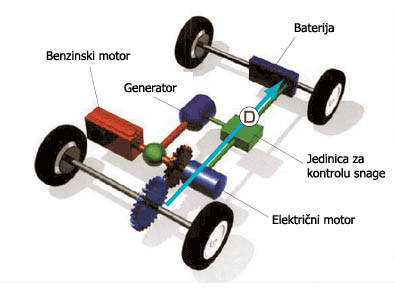 Baterija
Benzinski motor
Generator
D
Jedinica za
kontrolu snage
Električni motor